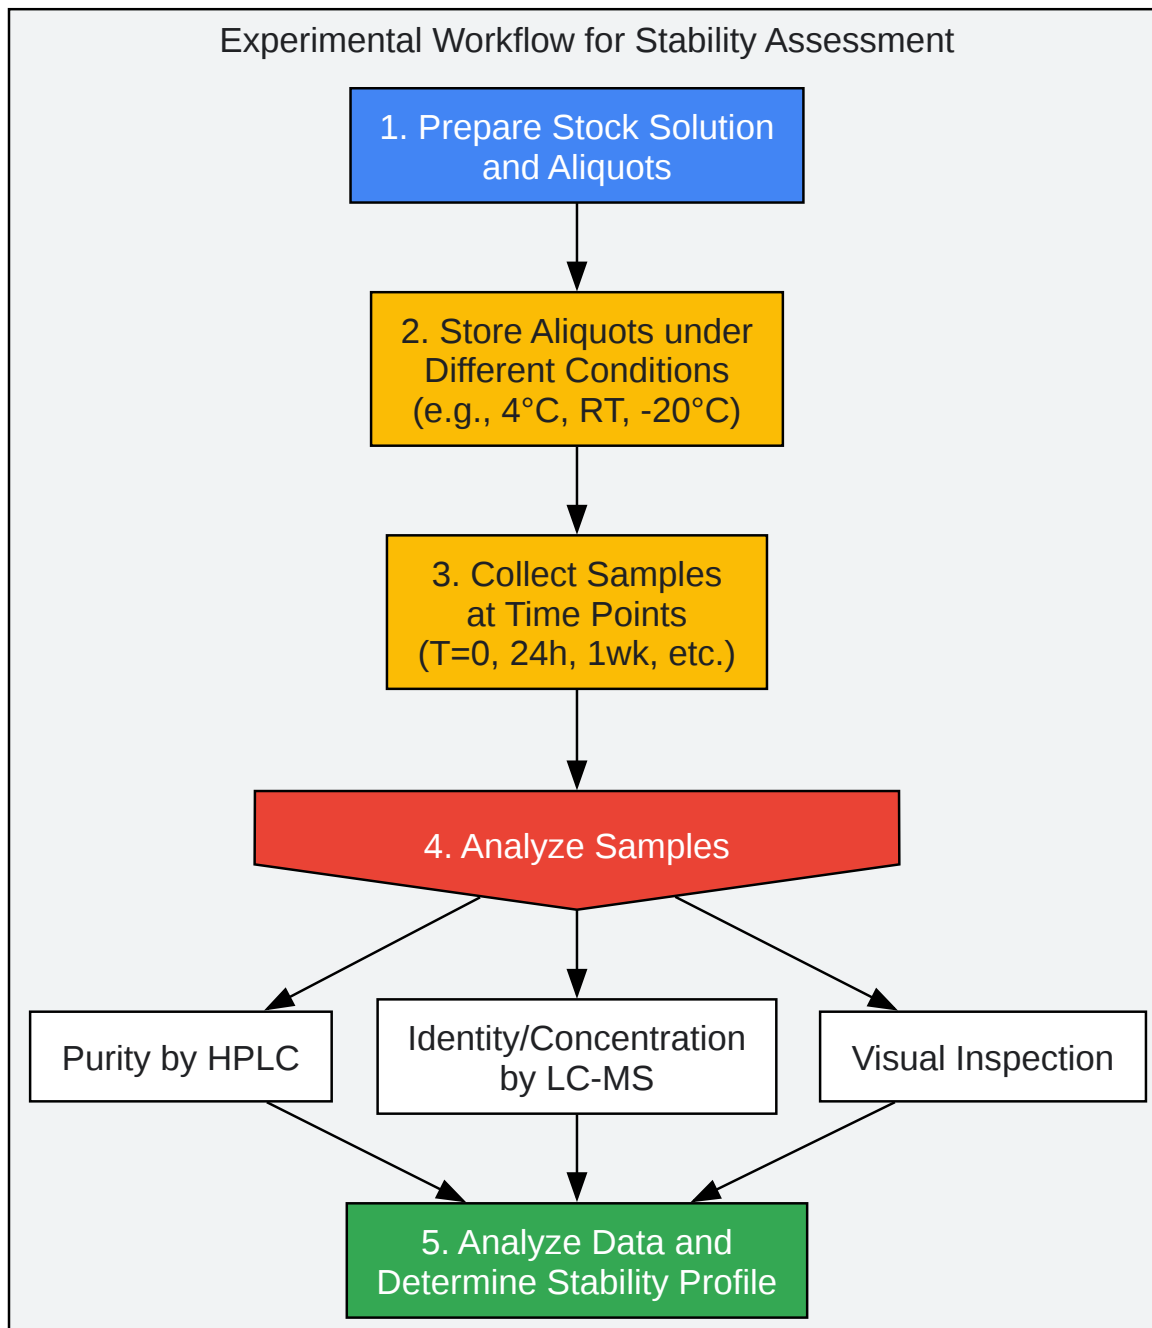 Experimental Workflow for Stability Assessment
1. Prepare Stock Solution
and Aliquots
2. Store Aliquots under
Different Conditions
(e.g., 4°C, RT, -20°C)
3. Collect Samples
at Time Points
(T=0, 24h, 1wk, etc.)
4. Analyze Samples
Purity by HPLC
Identity/Concentration
by LC-MS
Visual Inspection
5. Analyze Data and
Determine Stability Profile